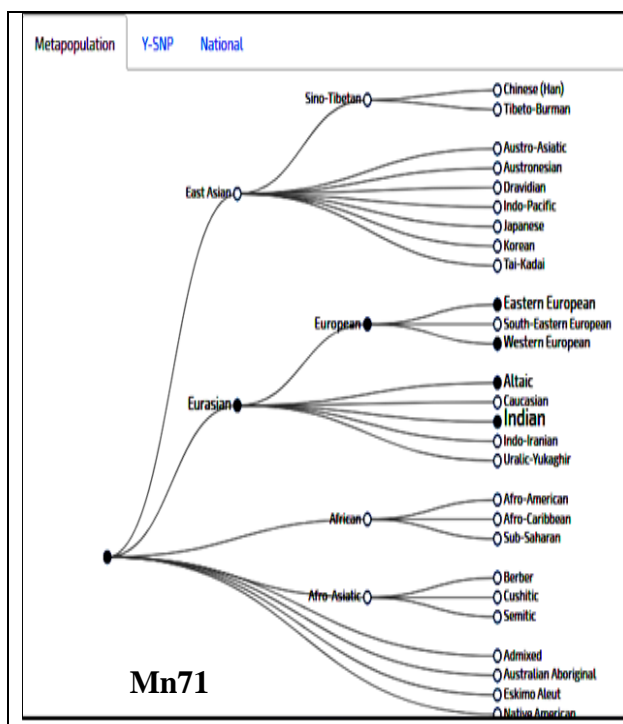 Metapopulation Y-SNP National
Sino-Tibetan
Chinese (Han)
Tibeto-Burman
East Asian
Austro-Asiatic
Austronesian
Dravidian
Indo-Pacific
Japanese
Korean
Tai-Kadai
European
Eastern European
South-Eastern European
Western European
Eurasian
Altaic
Caucasian
Indian
Indo-Iranian
Uralic-Yukaghir
African
Afro-American
Afro-Caribbean
Sub-Saharan
Afro-Asiatic
Berber
Cushitic
Semitic
Admixed
Australian Aboriginal
Eskimo Aleut
Native American
Mn71